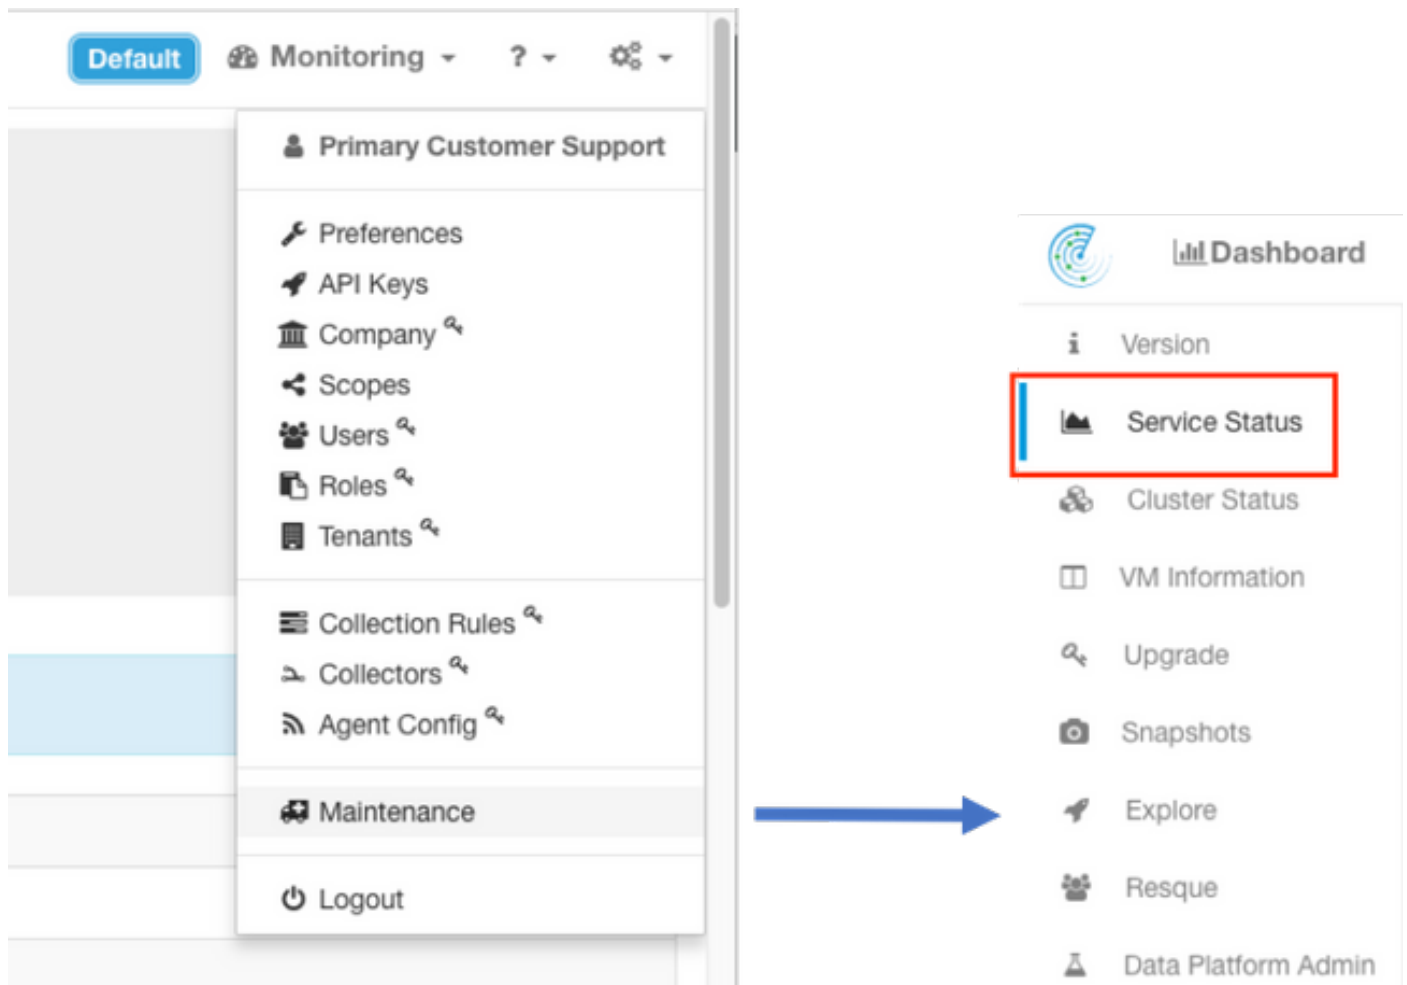 Default Monitoring ?
Primary Customer Support
Preferences
API Keys
Company
Scopes
Users
Roles
Tenants
Collection Rules
Collectors
Agent Config
Maintenance
Logout
Dashboard
Version
Service Status
Cluster Status
VM Information
Upgrade
Snapshots
Explore
Resque
Data Platform Admin